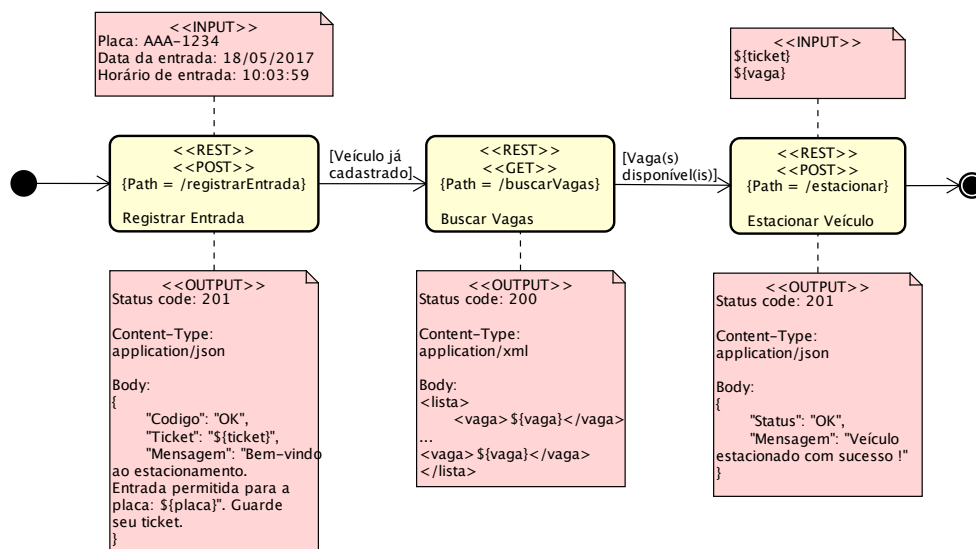 <<INPUT>>
Placa: AAA-1234
Data da entrada: 18/05/2017
Horário de entrada: 10:03:59
<<INPUT>>
${ticket}
${vaga}
<<REST>>
<<POST>>
{Path = /registrarEntrada}
Registrar Entrada
[Veículo já
cadastrado]
<<REST>>
<<GET>>
{Path = /buscarVagas}
Buscar Vagas
[Vaga(s)
disponível(is)]
<<REST>>
<<POST>>
{Path = /estacionar}
Estacionar Veículo
<<OUTPUT>>
Status code: 201
Content-Type:
application/json
Body:
{
"Codigo": "OK",
"Ticket": "${ticket}",
"Mensagem": "Bem-vindo
ao estacionamento.
Entrada permitida para a
placa: ${placa}". Guarde
seu ticket.
}
<<OUTPUT>>
Status code: 200
Content-Type:
application/xml
Body:
<lista>
<vaga>${vaga}</vaga>
...
<vaga>${vaga}</vaga>
</lista>
<<OUTPUT>>
Status code: 201
Content-Type:
application/json
Body:
{
"Status": "OK",
"Mensagem": "Veículo
estacionado com sucesso !"
}